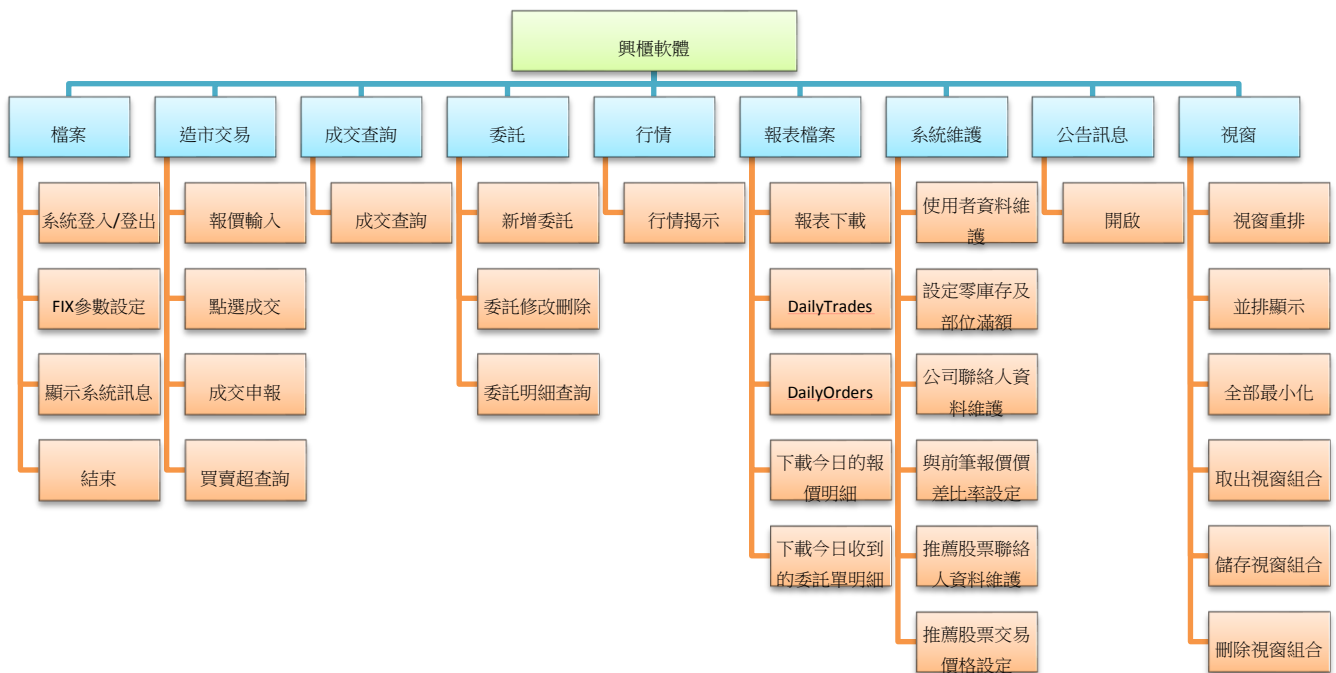 興櫃軟體
檔案
造市交易
成交查詢
委託
行情
報表檔案
系統維護
公告訊息
視窗
系統登入/登出
FIX參數設定
顯示系統訊息
結束
報價輸入
點選成交
成交申報
買賣超查詢
成交查詢
新增委託
委託修改刪除
委託明細查詢
行情揭示
報表下載
DailyTrades
DailyOrders
下載今日的報
價明細
下載今日收到
的委託單明細
使用者資料維
護
設定零庫存及
部位滿額
公司聯絡人資
料維護
與前筆報價價
差比率設定
推薦股票聯絡
人資料維護
推薦股票交易
價格設定
開啟
視窗重排
並排顯示
全部最小化
取出視窗組合
儲存視窗組合
刪除視窗組合